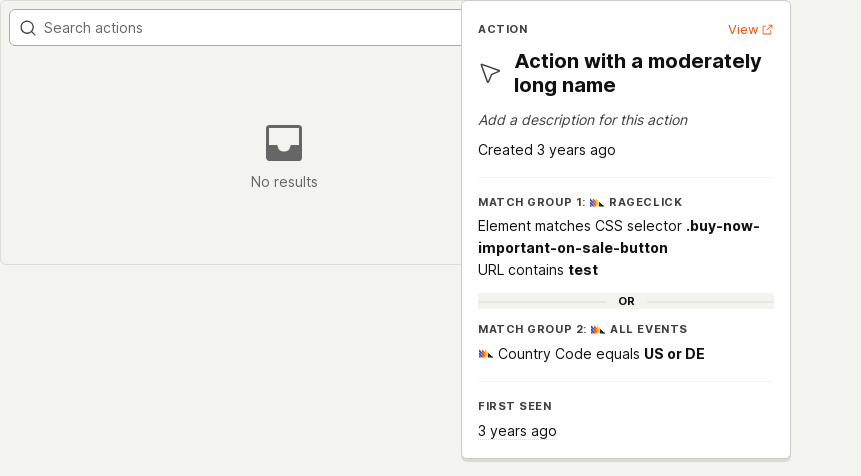 Search actions
No results
ACTION
View
Action with a moderately
long name
Add a description for this action
Created 3 years ago
MATCH GROUP 1: RAGECLICK
Element matches CSS selector .buy-now-
important-on-sale-button
URL contains test
OR
MATCH GROUP 2: ALL EVENTS
Country Code equals US or DE
FIRST SEEN
3 years ago